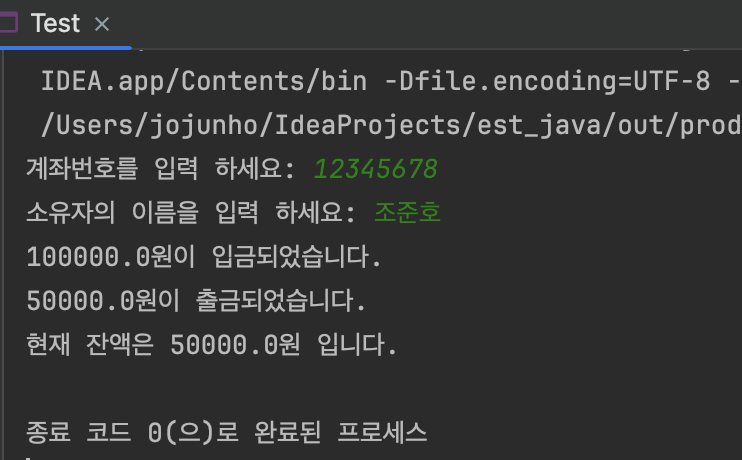 Test
IDEA.app/Contents/bin -Dfile.encoding=UTF-8 -
/Users/jojunho/IdeaProjects/est_java/out/prod
계좌번호를 입력 하세요: 12345678
소유자의 이름을 입력 하세요: 조준호
100000.0원이 입금되었습니다.
50000.0원이 출금되었습니다.
현재 잔액은 50000.0원 입니다.
종료 코드 0(으)로 완료된 프로세스